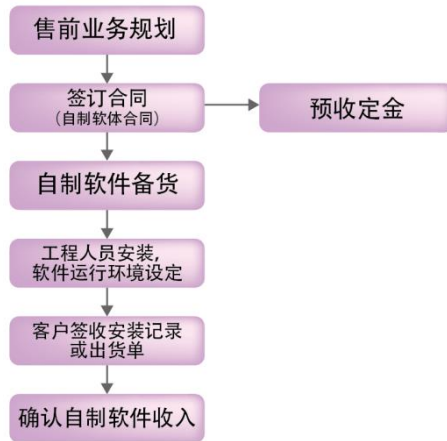 售前业务规划
签订合同
(自制软体合同)
预收定金
自制软件备货
工程人员安装,
软件运行环境设定
客户签收安装记录
或出货单
确认自制软件收入